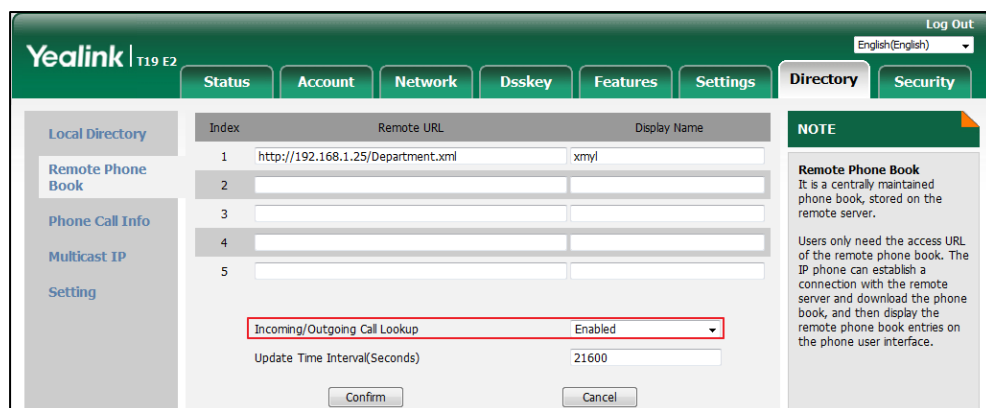 Log Out
Yealink T19 E2
English(English)
Status Account Network Dsskey Features Settings Directory Security
Local Directory
Remote Phone
Book
Phone Call Info
Multicast IP
Setting
Index Remote URL Display Name
1 http://192.168.1.25/Department.xml xmyl
2
3
4
5
Incoming/Outgoing Call Lookup Enabled
Update Time Interval(Seconds) 21600
Confirm Cancel
NOTE
Remote Phone Book
It is a centrally maintained
phone book, stored on the
remote server.
Users only need the access URL
of the remote phone book. The
IP phone can establish a
connection with the remote
server and download the phone
book, and then display the
remote phone book entries on
the phone user interface.